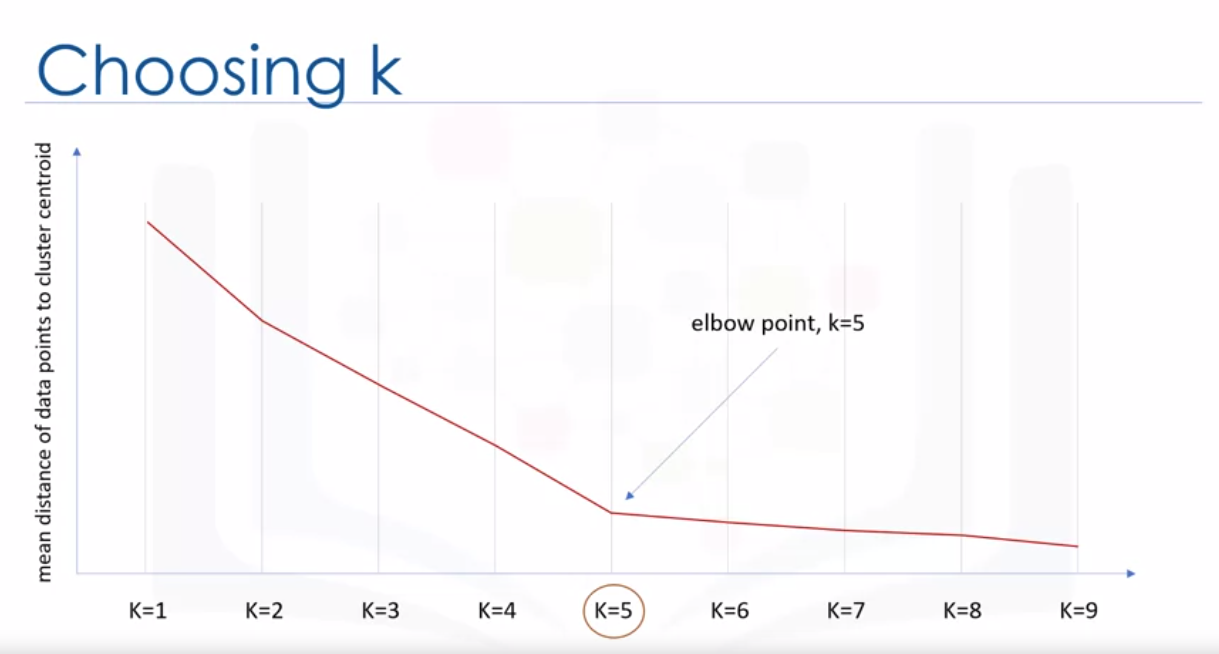 Choosing k
mean distance of data points to cluster centroid
elbow point, k=5
K=1 K=2 K=3 K=4 K=5 K=6 K=7 K=8 K=9